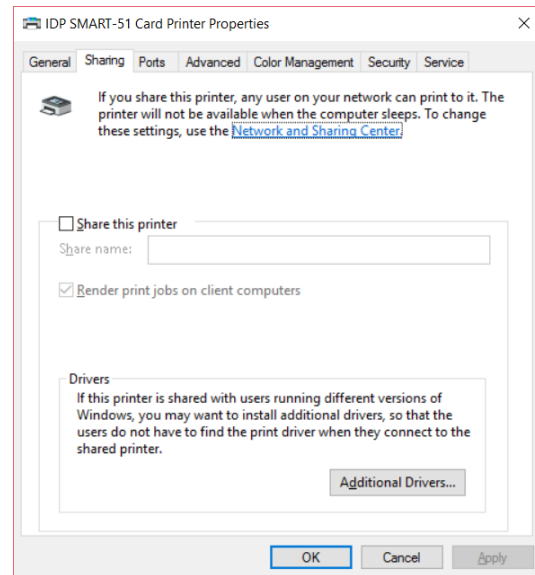 IDP SMART-51 Card Printer Properties
General Sharing Ports Advanced Color Management Security Service
If you share this printer, any user on your network can print to it. The
printer will not be available when the computer sleeps. To change
these settings, use the Network and Sharing Center.
Share this printer
Share name:
Render print jobs on client computers
Drivers
If this printer is shared with users running different versions of
Windows, you may want to install additional drivers, so that the
users do not have to find the print driver when they connect to the
shared printer.
Additional Drivers...
OK Cancel Apply